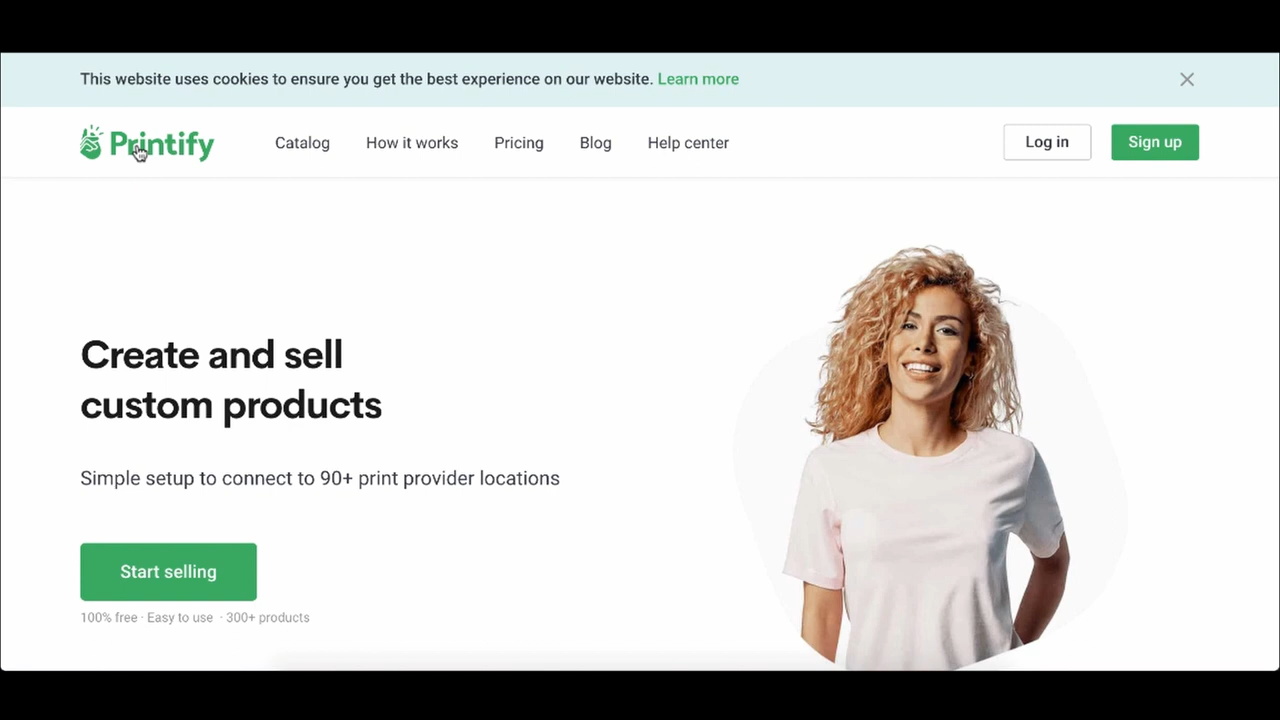 This website uses cookies to ensure you get the best experience on our website. Learn more
Printify
Catalog
How it works
Pricing
Blog
Help center
Log in
Sign up
Create and sell
custom products
Simple setup to connect to 90+ print provider locations
Start selling
100% free · Easy to use · 300+ products